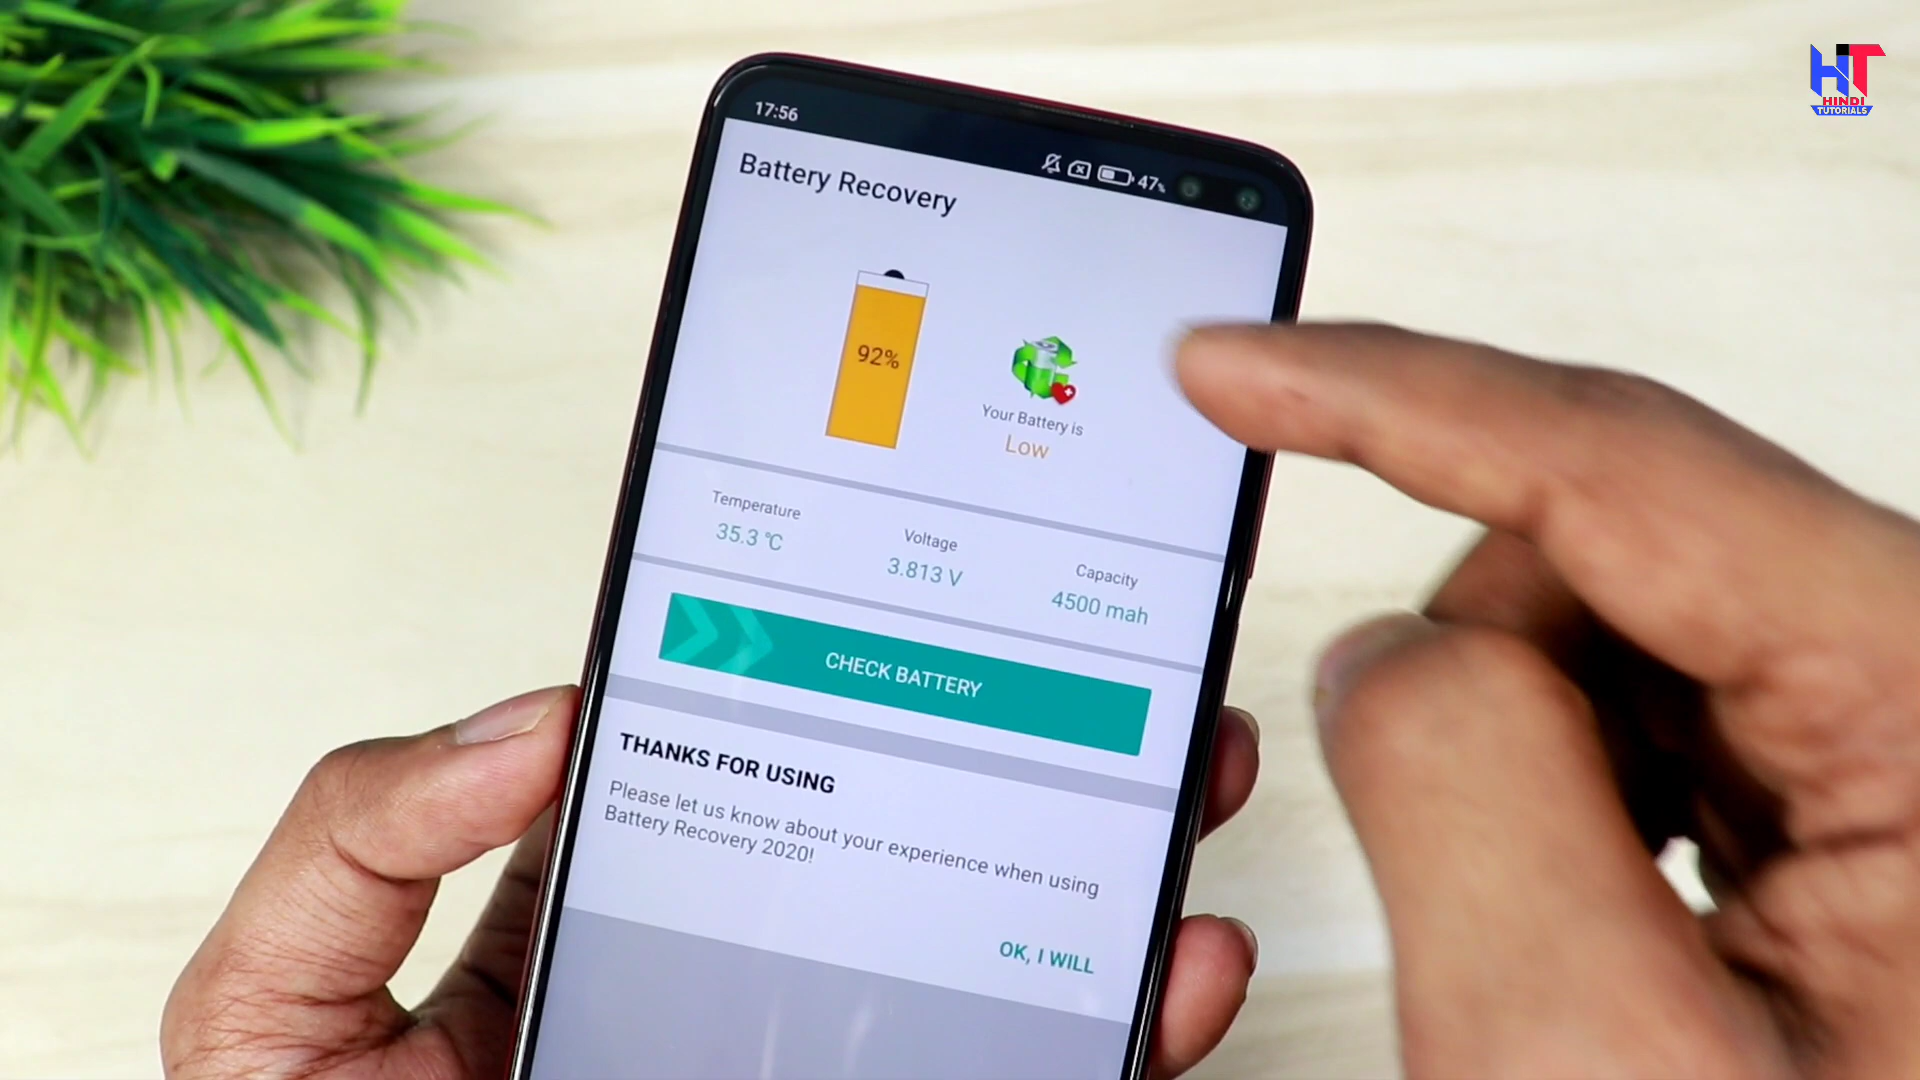 HT
HINDI
TUTORIALS
17:56
47%
Battery Recovery
92%
Your Battery is
Low
Temperature
35.3 °C
Voltage
3.813 V
Capacity
4500 mah
CHECK BATTERY
THANKS FOR USING
Please let us know about your experience when using
Battery Recovery 2020!
OK, I WILL